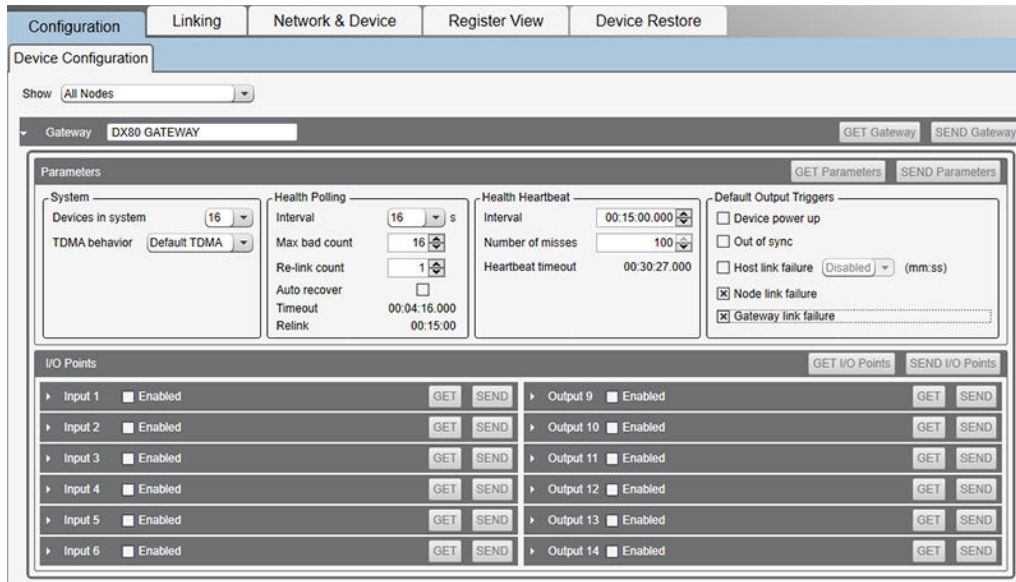 Configuration Linking Network & Device Register View Device Restore
Device Configuration
Show All Nodes
Gateway DX80 GATEWAY GET Gateway SEND Gateway
Parameters GET Parameters SEND Parameters
System
Devices in system 16
TDMA behavior Default TDMA
Health Polling
Interval 16 s
Max bad count 16
Re-link count 1
Auto recover
Timeout 00:04:16.000
Relink 00:15:00
Health Heartbeat
Interval 00:15:00.000
Number of misses 100
Heartbeat timeout 00:30:27.000
Default Output Triggers
Device power up
Out of sync
Host link failure Disabled (mm:ss)
Node link failure
Gateway link failure
I/O Points GET I/O Points SEND I/O Points
Input 1 Enabled GET SEND Output 9 Enabled GET SEND
Input 2 Enabled GET SEND Output 10 Enabled GET SEND
Input 3 Enabled GET SEND Output 11 Enabled GET SEND
Input 4 Enabled GET SEND Output 12 Enabled GET SEND
Input 5 Enabled GET SEND Output 13 Enabled GET SEND
Input 6 Enabled GET SEND Output 14 Enabled GET SEND